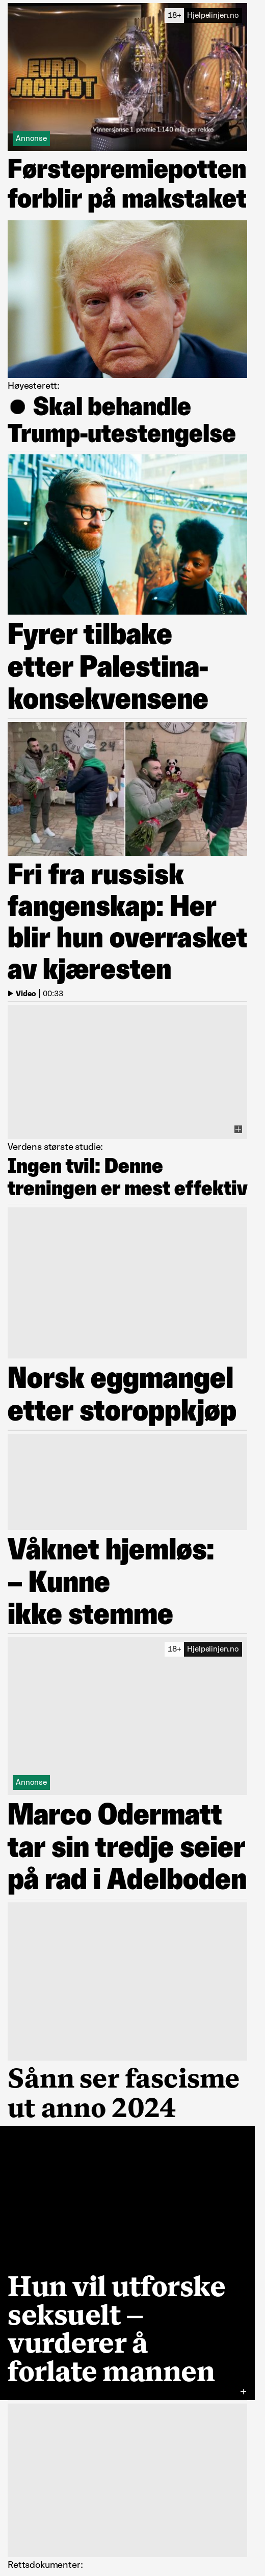 18+ Hjelpelinjen.no
EURO
JACKPOT
Vinnersjanse 1. premie 1:140 mill. per rekke
Annonse
Førstepremiepotten
forblir på makstaket
Høyesterett:
● Skal behandle
Trump-utestengelse
Fyrer tilbake
etter Palestina-
konsekvensene
20 24 20
Fri fra russisk
fangenskap: Her
blir hun overrasket
av kjæresten
Video | 00:33
Verdens største studie:
Ingen tvil: Denne
treningen er mest effektiv
Norsk eggmangel
etter storoppkjøp
Våknet hjemløs:
– Kunne
ikke stemme
18+ Hjelpelinjen.no
Annonse
Marco Odermatt
tar sin tredje seier
på rad i Adelboden
Sånn ser fascisme
ut anno 2024
Hun vil utforske
seksuelt –
vurderer å
forlate mannen
Rettsdokumenter: